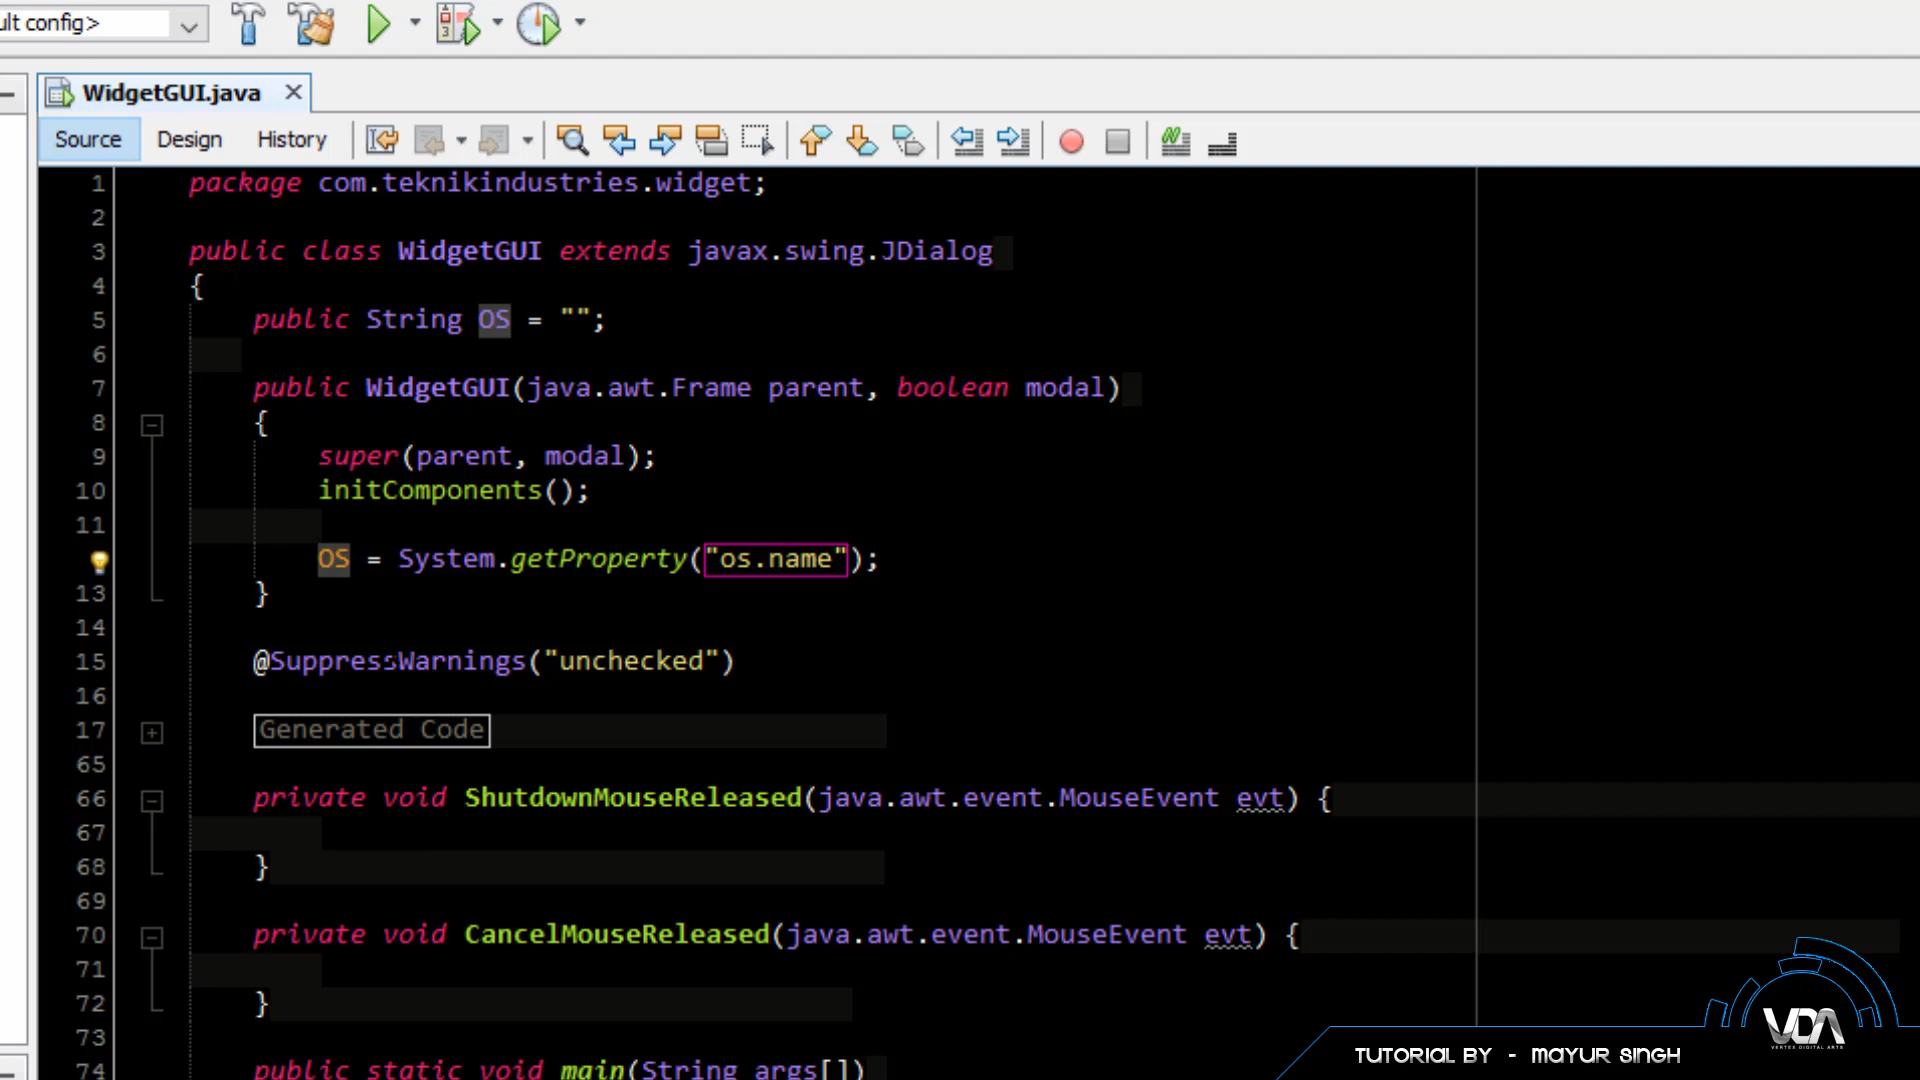 ult config>
WidgetGUI.java
Source Design History
1 package com.teknikindustries.widget;
2
3 public class WidgetGUI extends javax.swing.JDialog
4 {
5 public String OS = "";
6
7 public WidgetGUI(java.awt.Frame parent, boolean modal)
8 {
9 super(parent, modal);
10 initComponents();
11
OS = System.getProperty("os.name");
13 }
14
15 @SuppressWarnings("unchecked")
16
17 Generated Code
65
66 private void ShutdownMouseReleased(java.awt.event.MouseEvent evt) {
67
68 }
69
70 private void CancelMouseReleased(java.awt.event.MouseEvent evt) {
71
72 }
73
74 public static void main(String args[])
VDA
VERTEX DIGITAL ARTS
TUTORIAL BY - MAYUR SINGH